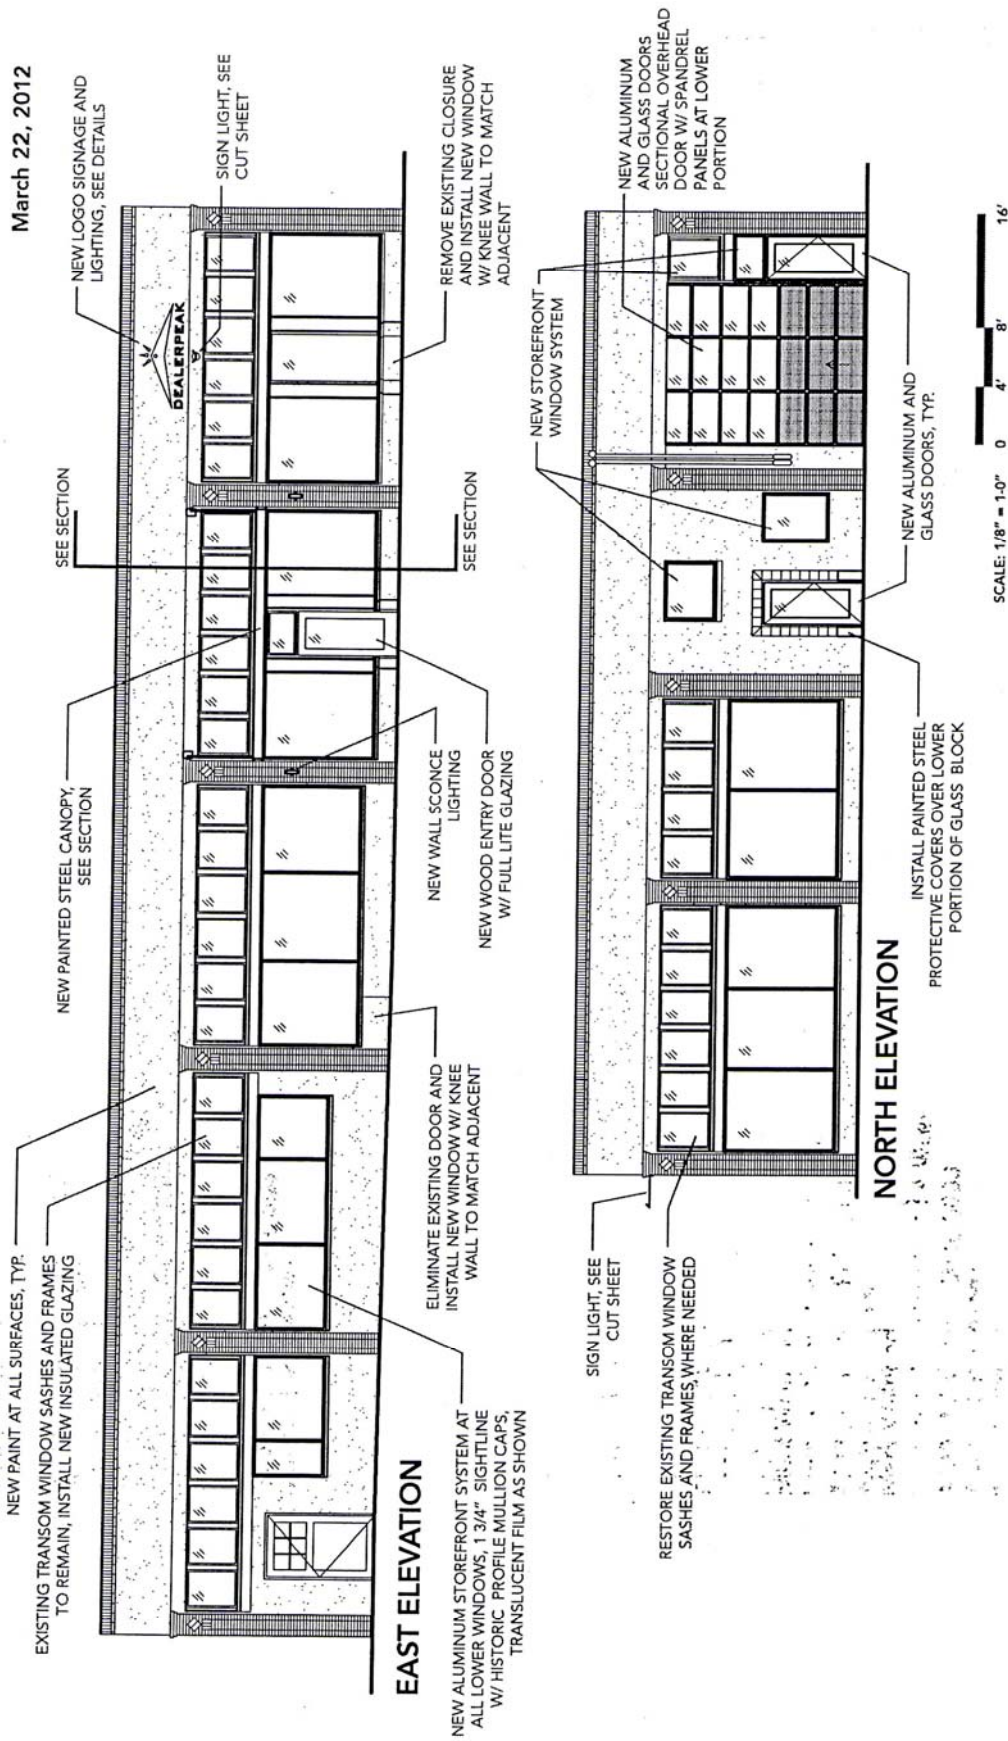 March 22, 2012
NEW PAINT AT ALL SURFACES, TYP.
EXISTING TRANSOM WINDOW SASHES AND FRAMES
TO REMAIN, INSTALL NEW INSULATED GLAZING
NEW PAINTED STEEL CANOPY,
SEE SECTION
SEE SECTION
NEW LOGO SIGNAGE AND
LIGHTING, SEE DETAILS
DEALERPEAK
SIGN LIGHT, SEE
CUT SHEET
NEW ALUMINUM STOREFRONT SYSTEM AT
ALL LOWER WINDOWS, 1 3/4" SIGHTLINE
W/ HISTORIC PROFILE MULLION CAPS,
TRANSLUCENT FILM AS SHOWN
ELIMINATE EXISTING DOOR AND
INSTALL NEW WINDOW W/ KNEE
WALL TO MATCH ADJACENT
NEW WALL SCONCE
LIGHTING
NEW WOOD ENTRY DOOR
W/ FULL LITE GLAZING
SEE SECTION
REMOVE EXISTING CLOSURE
AND INSTALL NEW WINDOW
W/ KNEE WALL TO MATCH
ADJACENT
EAST ELEVATION
SIGN LIGHT, SEE
CUT SHEET
RESTORE EXISTING TRANSOM WINDOW
SASHES AND FRAMES, WHERE NEEDED
NEW STOREFRONT
WINDOW SYSTEM
NEW ALUMINUM
AND GLASS DOORS
SECTIONAL OVERHEAD
DOOR W/ SPANDREL
PANELS AT LOWER
PORTION
INSTALL PAINTED STEEL
PROTECTIVE COVERS OVER LOWER
PORTION OF GLASS BLOCK
NEW ALUMINUM AND
GLASS DOORS, TYP.
NORTH ELEVATION
SCALE: 1/8" = 1-0"
0 4' 8' 16'